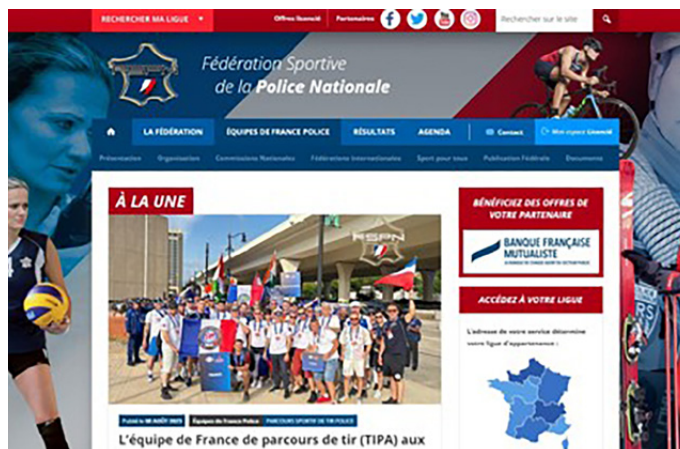 RECHERCHER MA LIGUE
Offres licencié
Partenaires
Rechercher sur le site
Fédération Sportive
de la Police Nationale
LA FÉDÉRATION
ÉQUIPES DE FRANCE POLICE
RÉSULTATS
AGENDA
Contact
Mon espace Licencié
Présentation
Organisation
Commissions Nationales
Fédérations Internationales
Sport pour tous
Publication Fédérale
Documents
À LA UNE
FSPN
BÉNÉFICIEZ DES OFFRES DE
VOTRE PARTENAIRE
BANQUE FRANÇAISE
MUTUALISTE
ACCÉDEZ À VOTRE LIGUE
L'adresse de votre service détermine
votre ligue d'appartenance :
Équipes de France Police
PARCOURS SPORTIF DE TIR POLICE
L'équipe de France de parcours de tir (TIPA) aux